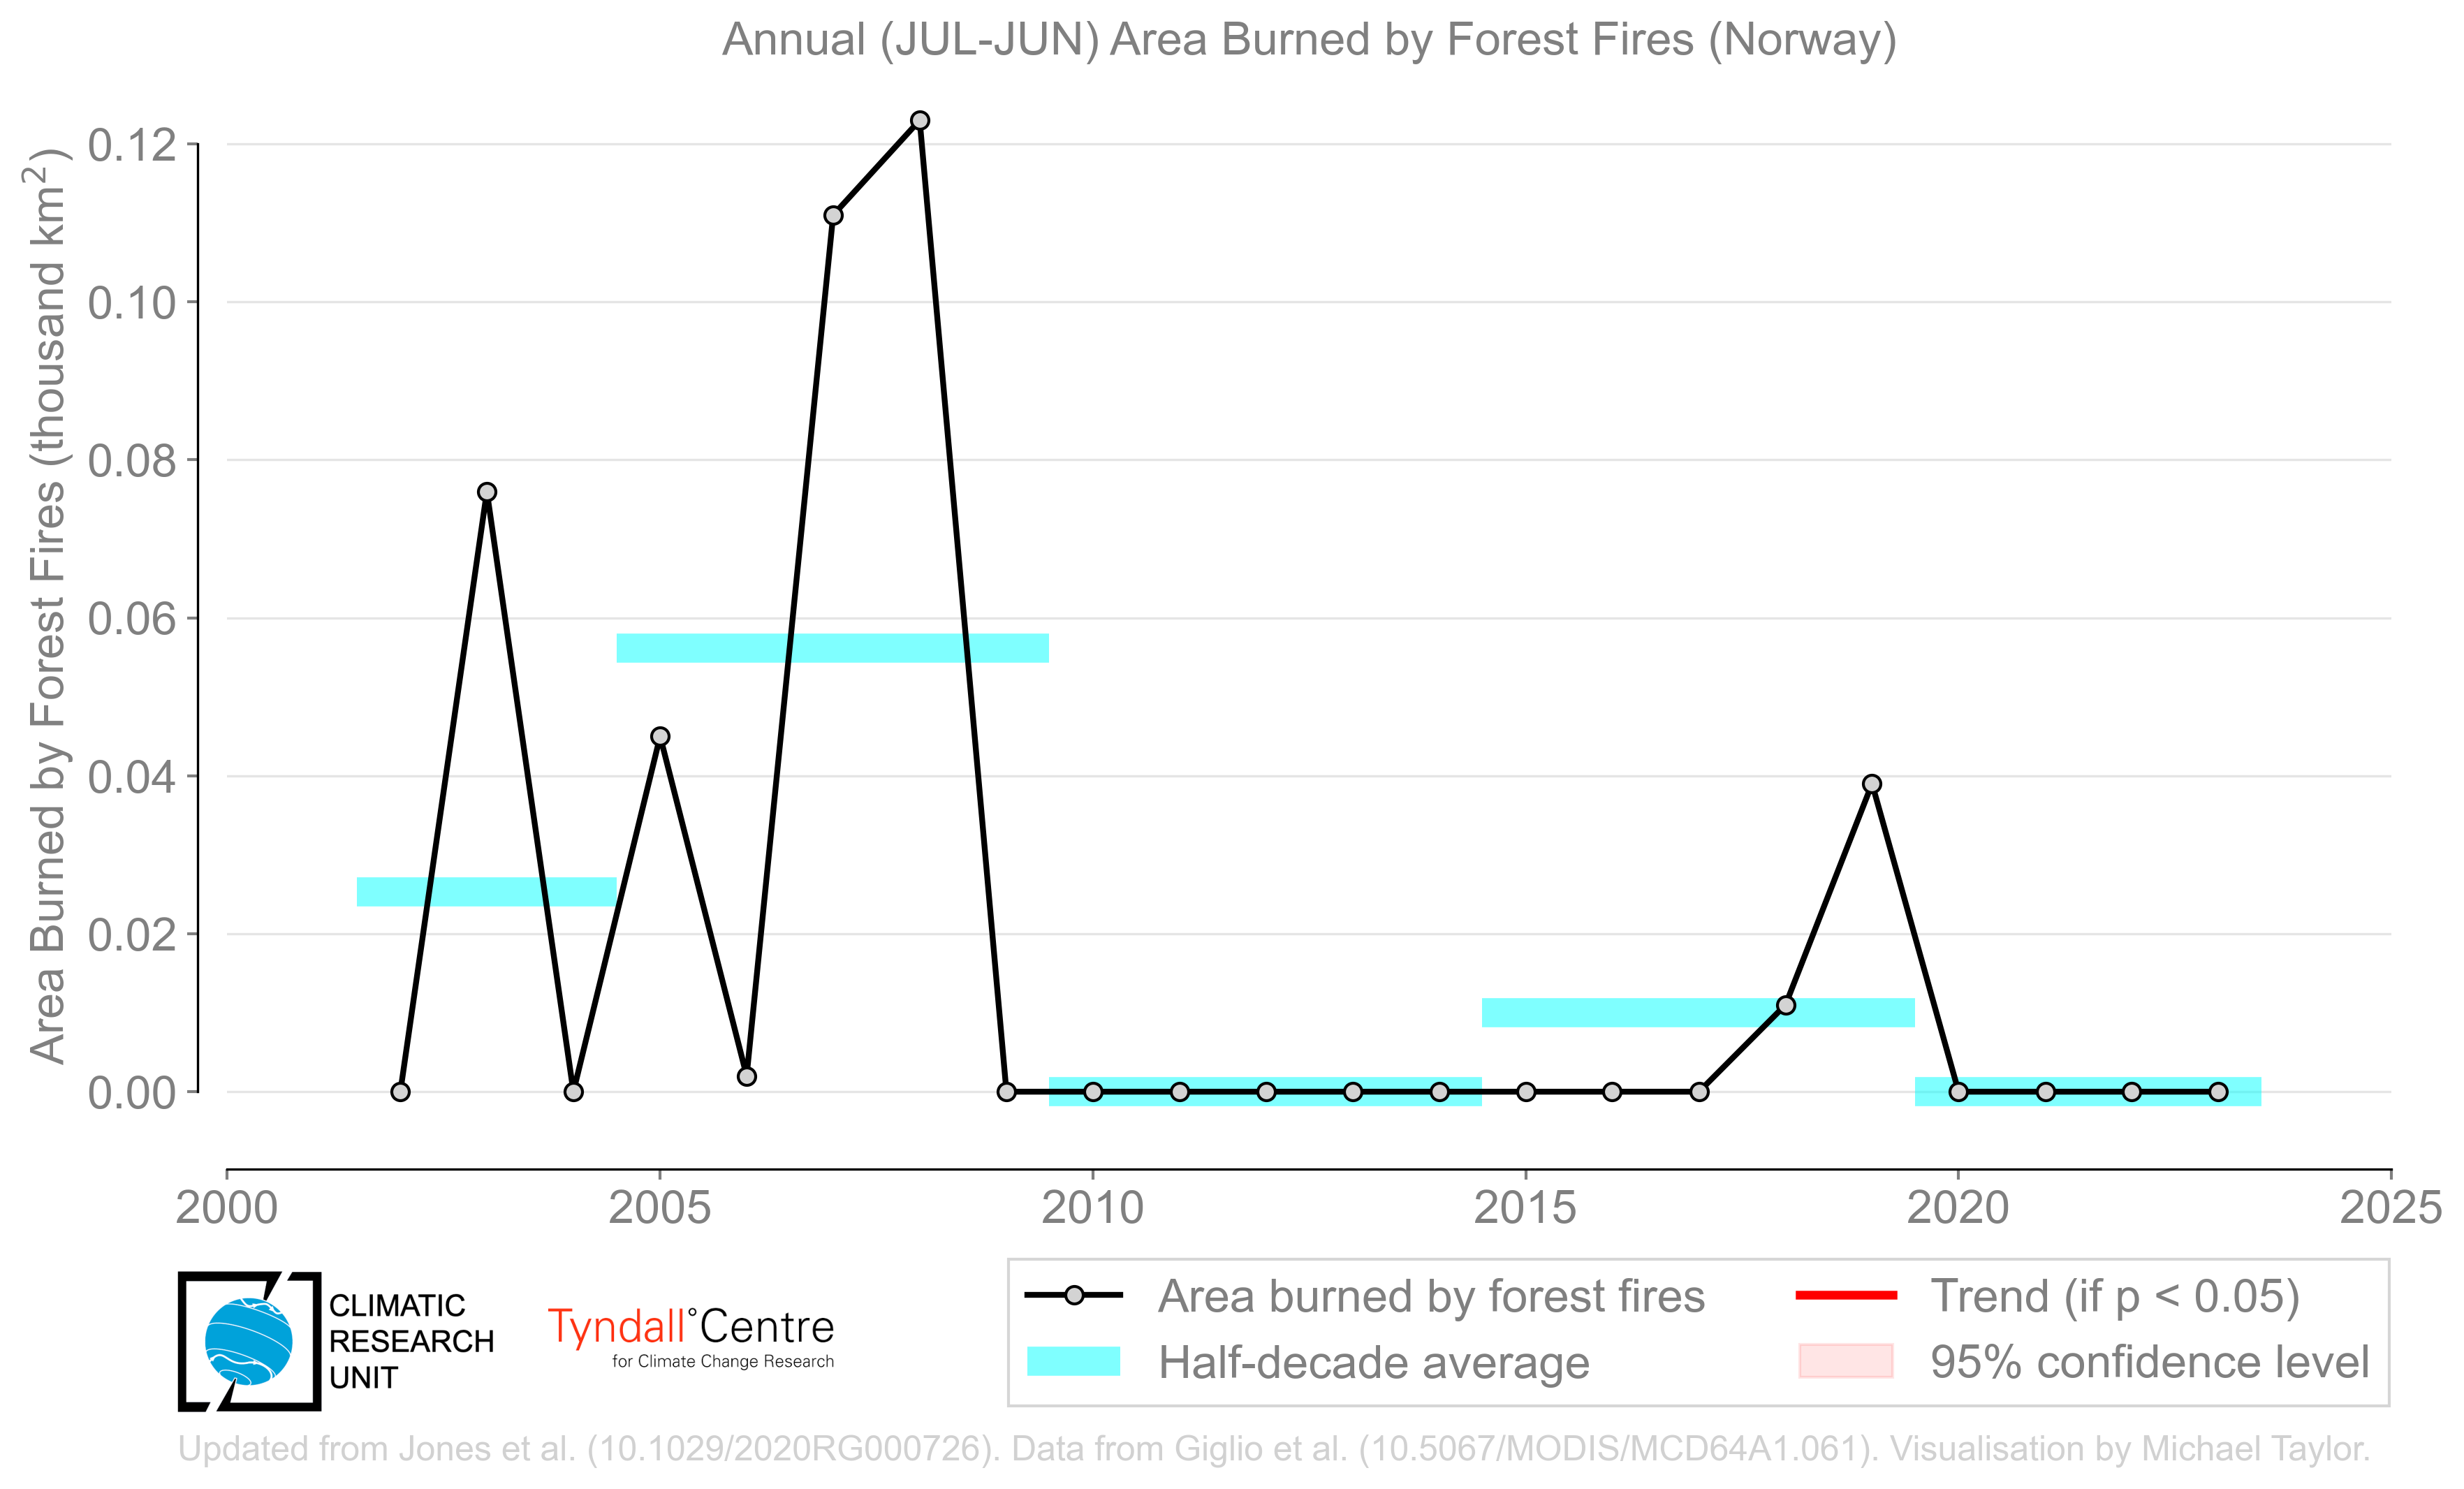 Annual (JUL-JUN) Area Burned by Forest Fires (Norway)
Area Burned by Forest Fires (thousand km²)
0.12
0.10
0.08
0.06
0.04
0.02
0.00
2000 2005 2010 2015 2020 2025
CLIMATIC
RESEARCH
UNIT
Tyndall°Centre
for Climate Change Research
Area burned by forest fires
Half-decade average
Trend (if p < 0.05)
95% confidence level
Updated from Jones et al. (10.1029/2020RG000726). Data from Giglio et al. (10.5067/MODIS/MCD64A1.061). Visualisation by Michael Taylor.